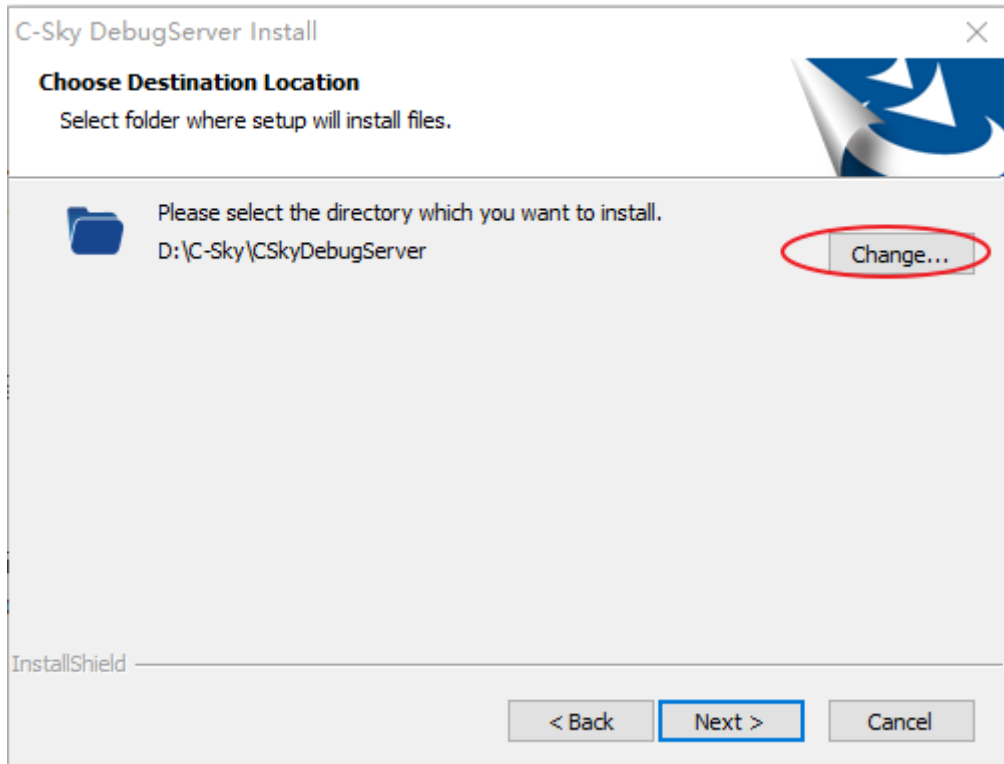 C-Sky DebugServer Install
Choose Destination Location
Select folder where setup will install files.
Please select the directory which you want to install.
D:\C-Sky\CSkyDebugServer
Change...
InstallShield
< Back
Next >
Cancel